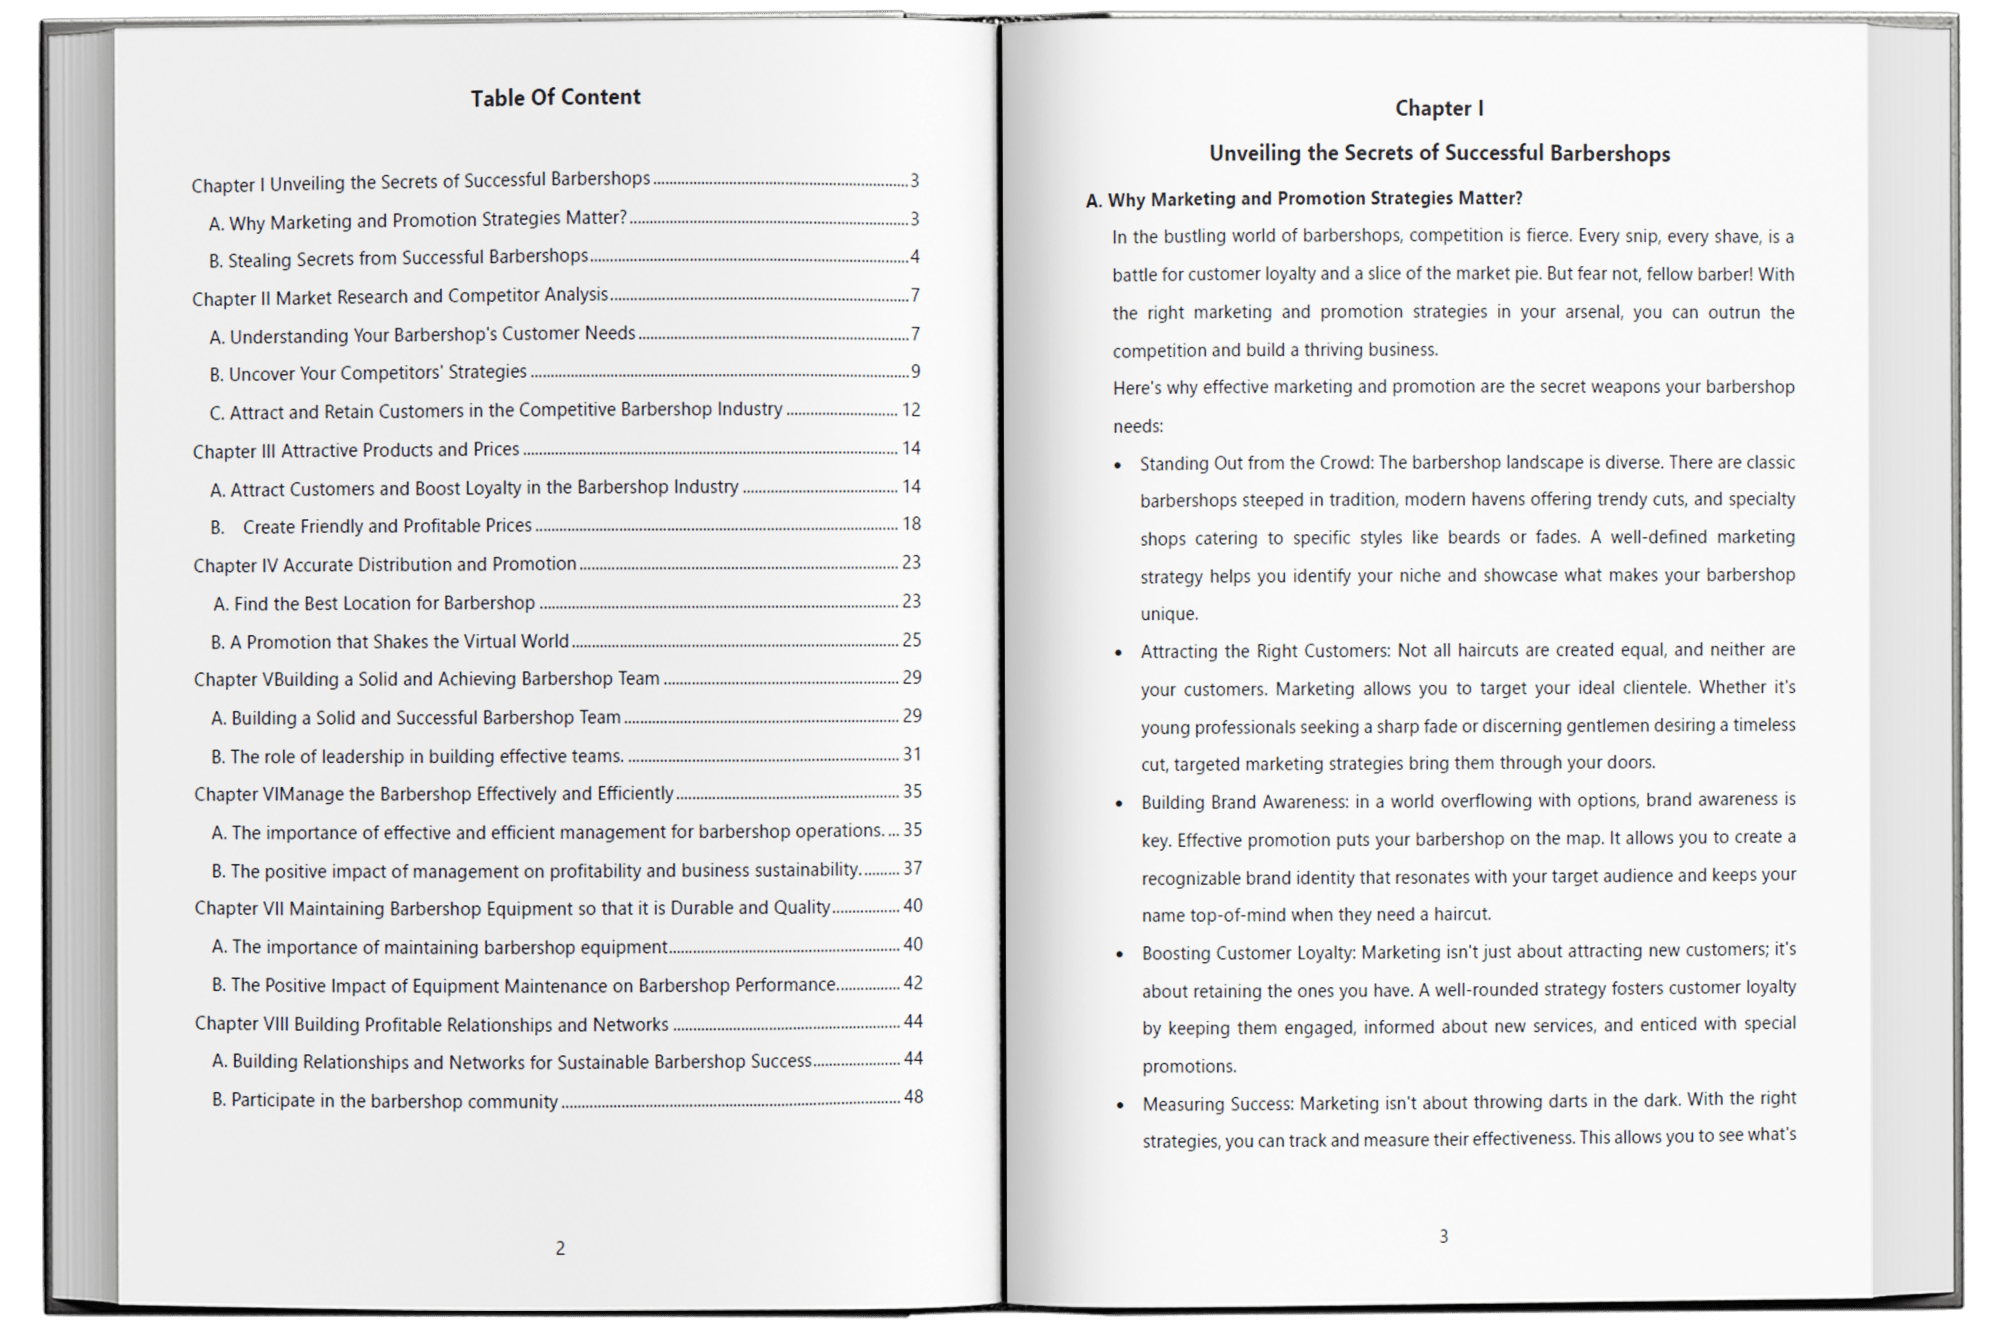 Table Of Content
Chapter I Unveiling the Secrets of Successful Barbershops ........ 3
A. Why Marketing and Promotion Strategies Matter? ........ 3
B. Stealing Secrets from Successful Barbershops ........ 4
Chapter II Market Research and Competitor Analysis ........ 7
A. Understanding Your Barbershop's Customer Needs ........ 7
B. Uncover Your Competitors' Strategies ........ 9
C. Attract and Retain Customers in the Competitive Barbershop Industry ........ 12
Chapter III Attractive Products and Prices ........ 14
A. Attract Customers and Boost Loyalty in the Barbershop Industry ........ 14
B. Create Friendly and Profitable Prices ........ 18
Chapter IV Accurate Distribution and Promotion ........ 23
A. Find the Best Location for Barbershop ........ 23
B. A Promotion that Shakes the Virtual World ........ 25
Chapter VBuilding a Solid and Achieving Barbershop Team ........ 29
A. Building a Solid and Successful Barbershop Team ........ 29
B. The role of leadership in building effective teams. ........ 31
Chapter VIManage the Barbershop Effectively and Efficiently ........ 35
A. The importance of effective and efficient management for barbershop operations. ... 35
B. The positive impact of management on profitability and business sustainability. ........ 37
Chapter VII Maintaining Barbershop Equipment so that it is Durable and Quality ........ 40
A. The importance of maintaining barbershop equipment ........ 40
B. The Positive Impact of Equipment Maintenance on Barbershop Performance. ........ 42
Chapter VIII Building Profitable Relationships and Networks ........ 44
A. Building Relationships and Networks for Sustainable Barbershop Success ........ 44
B. Participate in the barbershop community ........ 48
2
Chapter I
Unveiling the Secrets of Successful Barbershops
A. Why Marketing and Promotion Strategies Matter?
In the bustling world of barbershops, competition is fierce. Every snip, every shave, is a
battle for customer loyalty and a slice of the market pie. But fear not, fellow barber! With
the right marketing and promotion strategies in your arsenal, you can outrun the
competition and build a thriving business.
Here's why effective marketing and promotion are the secret weapons your barbershop
needs:
• Standing Out from the Crowd: The barbershop landscape is diverse. There are classic
barbershops steeped in tradition, modern havens offering trendy cuts, and specialty
shops catering to specific styles like beards or fades. A well-defined marketing
strategy helps you identify your niche and showcase what makes your barbershop
unique.
• Attracting the Right Customers: Not all haircuts are created equal, and neither are
your customers. Marketing allows you to target your ideal clientele. Whether it's
young professionals seeking a sharp fade or discerning gentlemen desiring a timeless
cut, targeted marketing strategies bring them through your doors.
• Building Brand Awareness: in a world overflowing with options, brand awareness is
key. Effective promotion puts your barbershop on the map. It allows you to create a
recognizable brand identity that resonates with your target audience and keeps your
name top-of-mind when they need a haircut.
• Boosting Customer Loyalty: Marketing isn't just about attracting new customers; it's
about retaining the ones you have. A well-rounded strategy fosters customer loyalty
by keeping them engaged, informed about new services, and enticed with special
promotions.
• Measuring Success: Marketing isn't about throwing darts in the dark. With the right
strategies, you can track and measure their effectiveness. This allows you to see what's
3